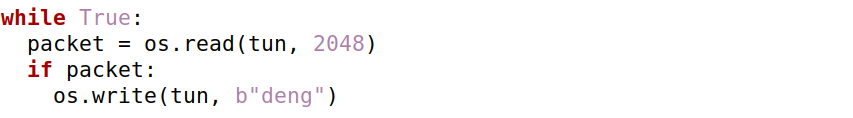 while True:
  packet = os.read(tun, 2048)
  if packet:
    os.write(tun, b"deng")